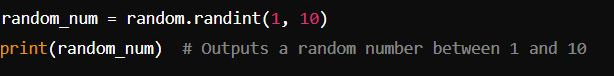 random_num = random.randint(1, 10)
print(random_num)  # Outputs a random number between 1 and 10